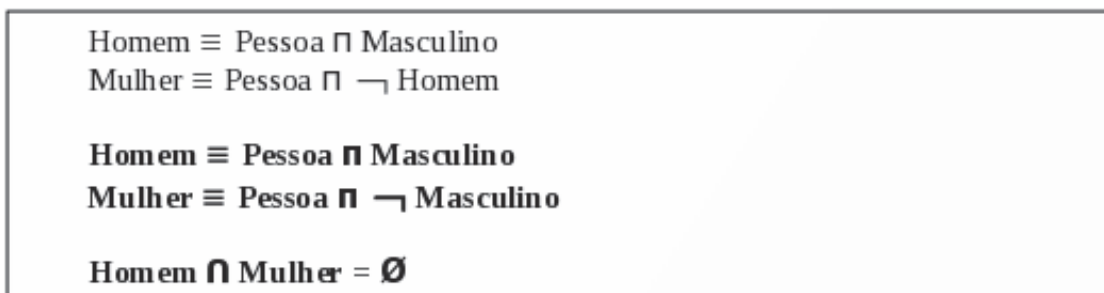 Homem ≡ Pessoa ⊓ Masculino
Mulher ≡ Pessoa ⊓ ¬ Homem
Homem ≡ Pessoa ⊓ Masculino
Mulher ≡ Pessoa ⊓ ¬ Masculino
Homem ∩ Mulher = Ø